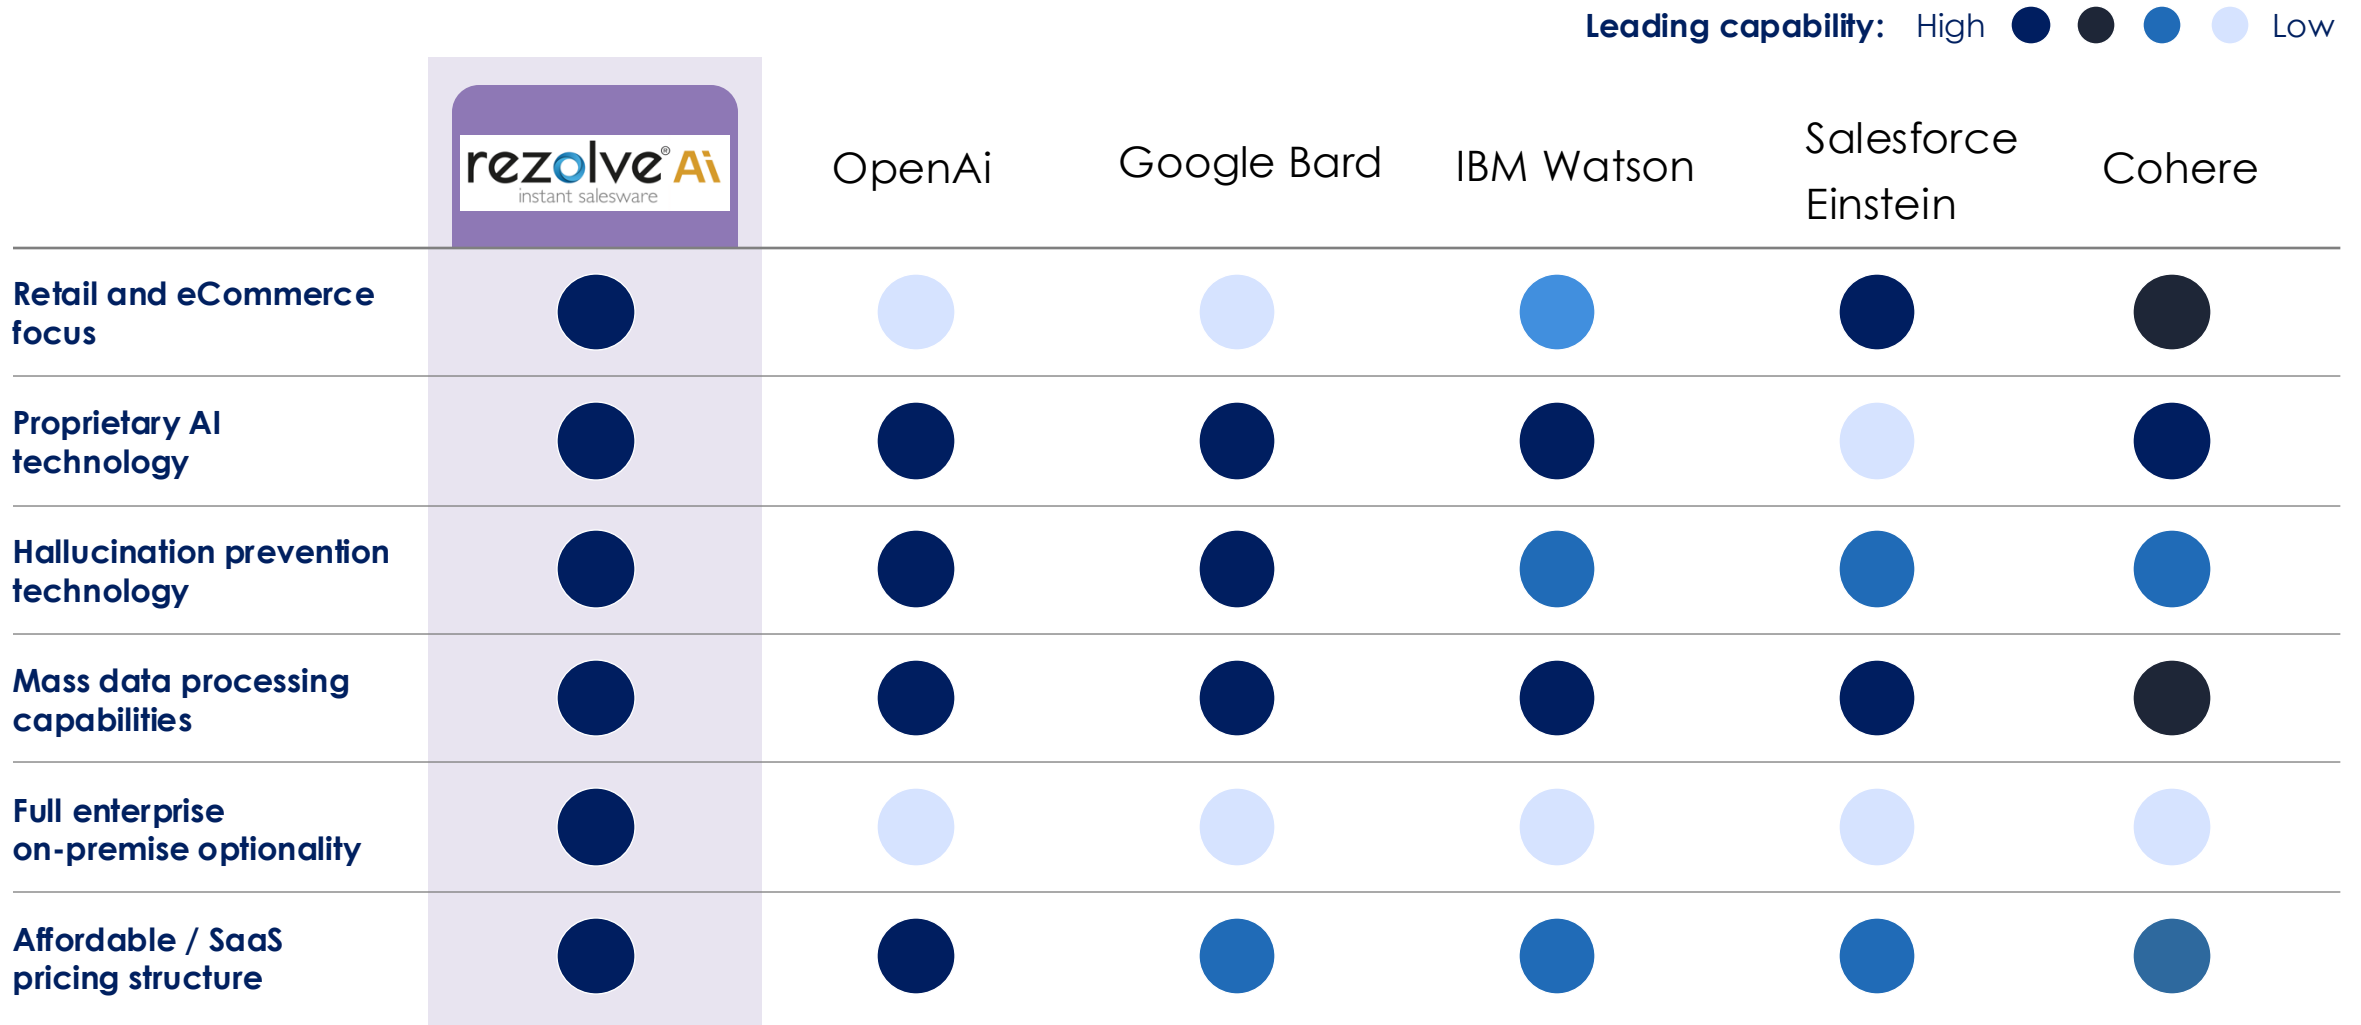 Leading capability: High Low
rezolve® Ai
instant salesware
OpenAi
Google Bard
IBM Watson
Salesforce
Einstein
Cohere
Retail and eCommerce
focus
Proprietary AI
technology
Hallucination prevention
technology
Mass data processing
capabilities
Full enterprise
on-premise optionality
Affordable / SaaS
pricing structure